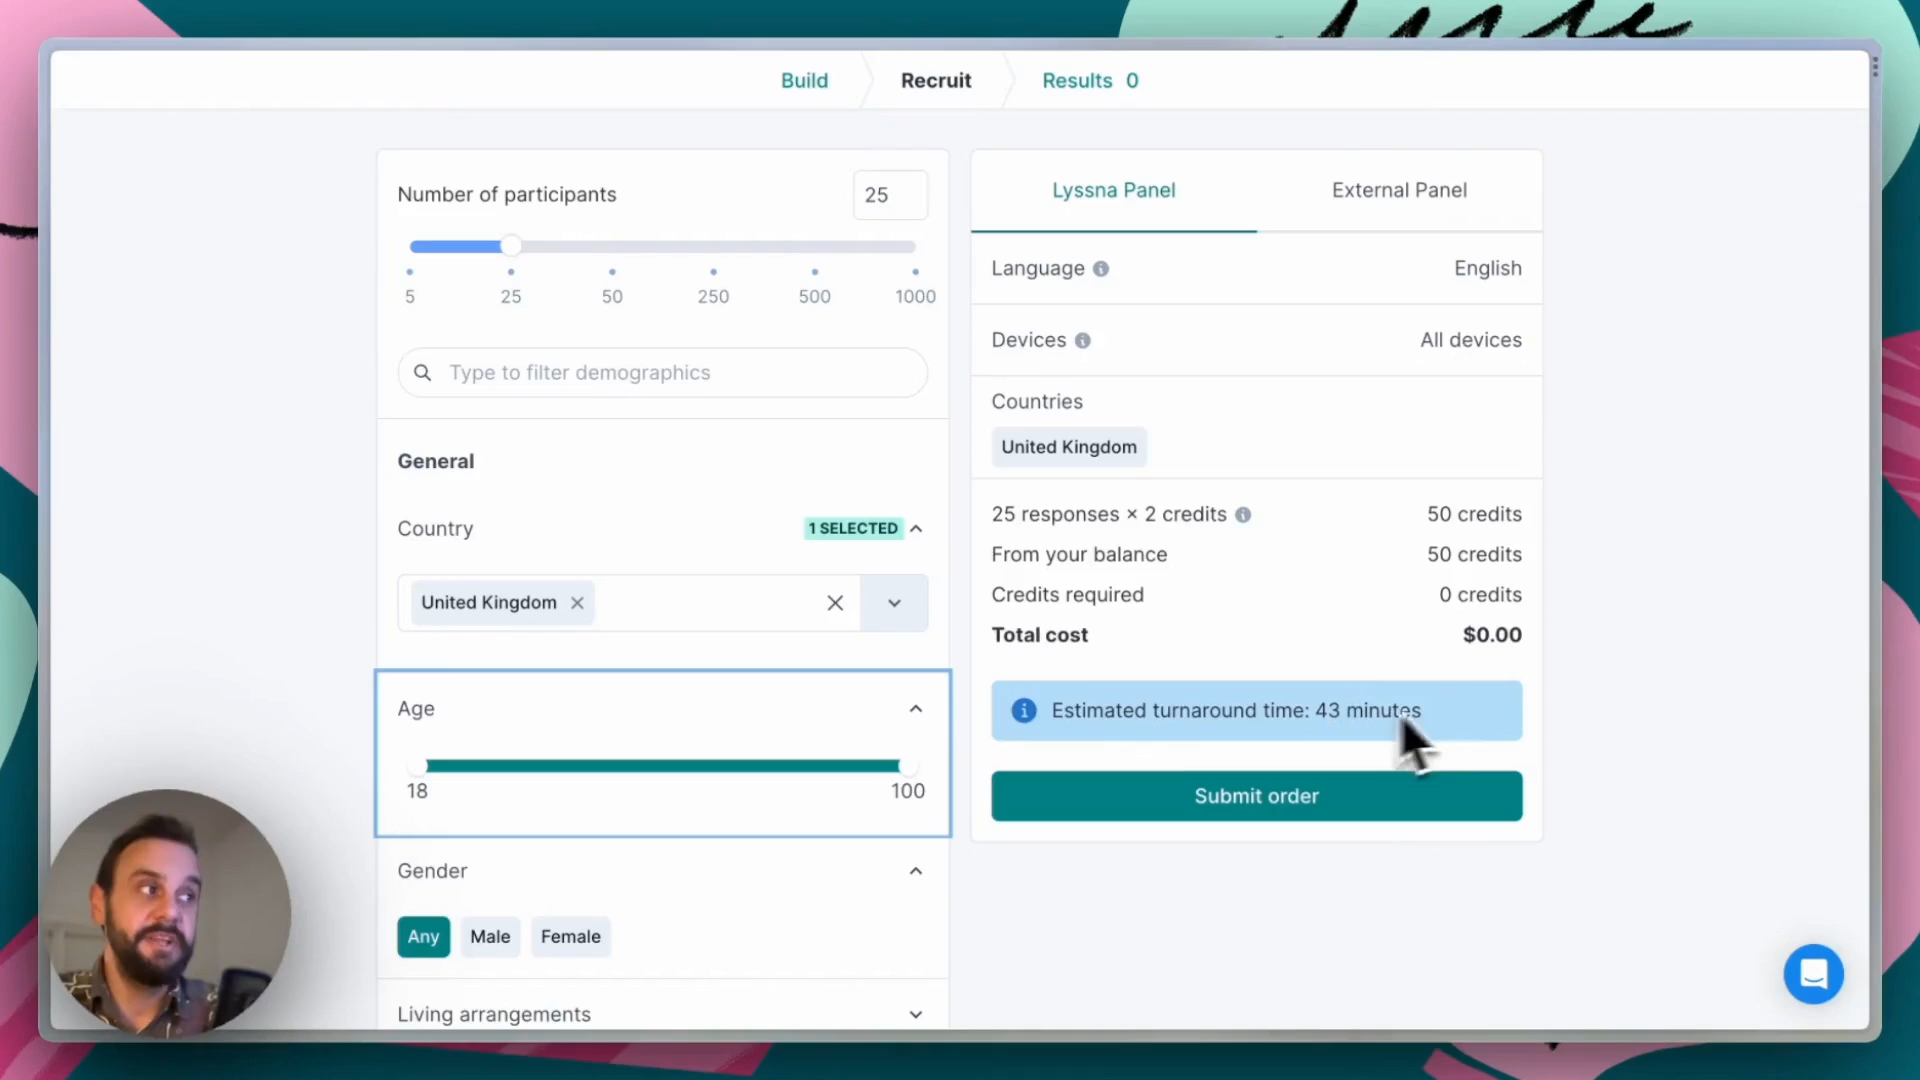 Build
Recruit
Results 0
Number of participants
25
5 25 50 250 500 1000
Type to filter demographics
General
Country
1 SELECTED
United Kingdom
Age
18 100
Gender
Any Male Female
Living arrangements
Lyssna Panel
External Panel
Language English
Devices All devices
Countries
United Kingdom
25 responses × 2 credits 50 credits
From your balance 50 credits
Credits required 0 credits
Total cost $0.00
Estimated turnaround time: 43 minutes
Submit order